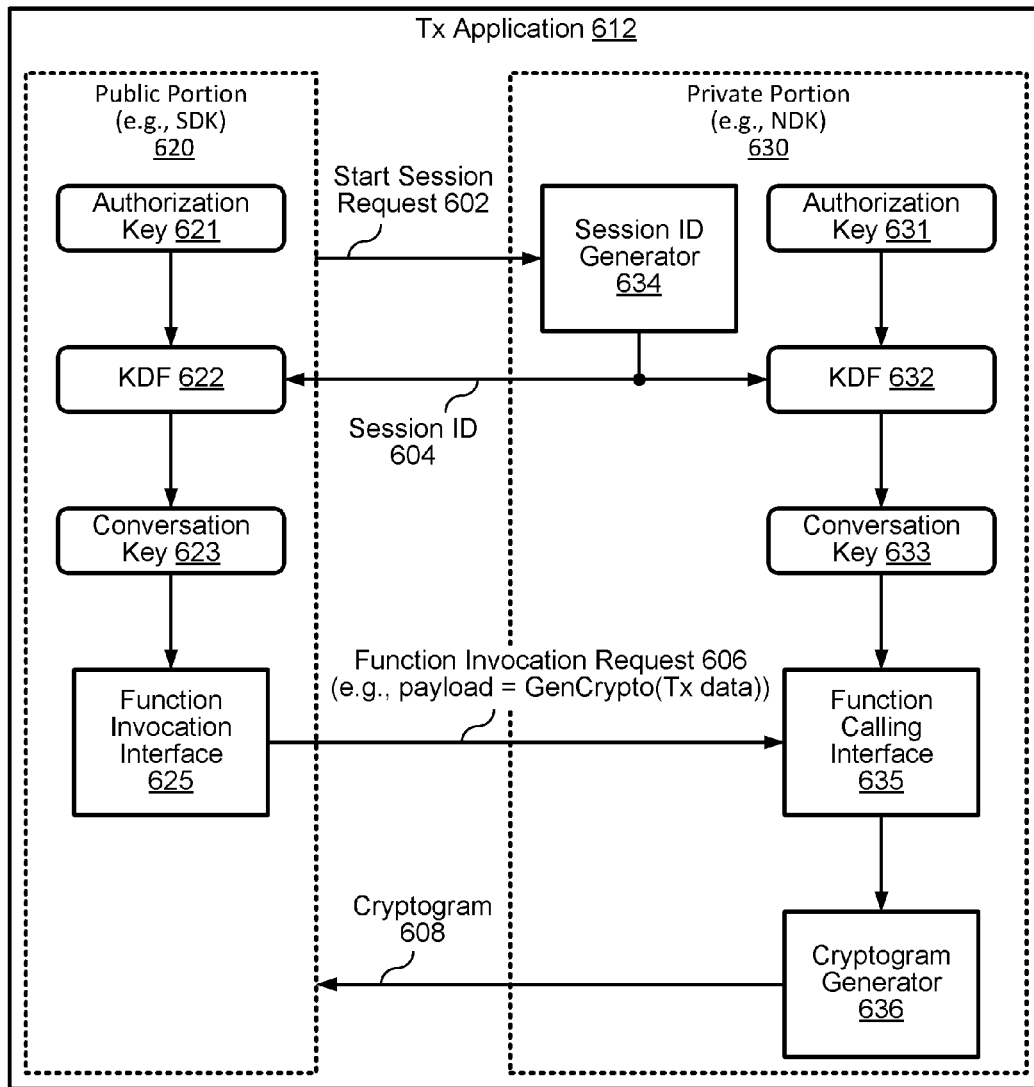 Tx Application 612
Public Portion
(e.g., SDK)
620
Private Portion
(e.g., NDK)
630
Start Session
Request 602
Authorization
Key 621
Session ID
Generator
634
Authorization
Key 631
KDF 622
KDF 632
Session ID
604
Conversation
Key 623
Conversation
Key 633
Function Invocation Request 606
(e.g., payload = GenCrypto(Tx data))
Function
Invocation
Interface
625
Function
Calling
Interface
635
Cryptogram
608
Cryptogram
Generator
636